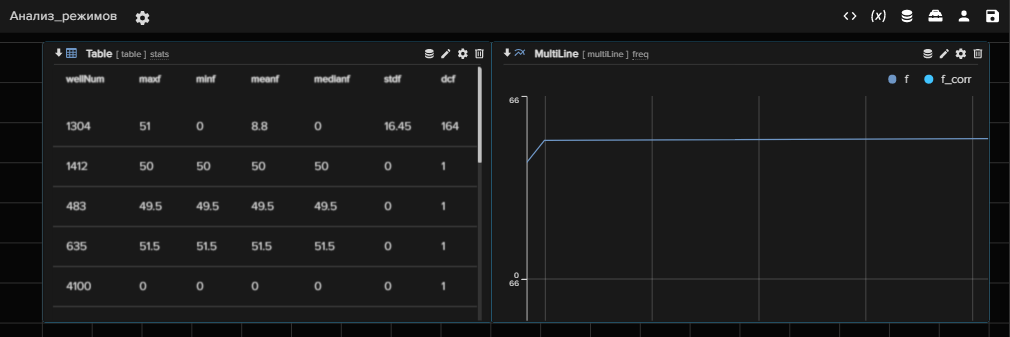 Анализ_режимов
Table [ table ] stats
wellNum maxf minf meanf medianf stdf dcf
1304 51 0 8.8 0 16.45 164
1412 50 50 50 50 0 1
483 49.5 49.5 49.5 49.5 0 1
635 51.5 51.5 51.5 51.5 0 1
4100 0 0 0 0 0 1
MultiLine [ multiLine ] freq
f f_corr
66
0
66